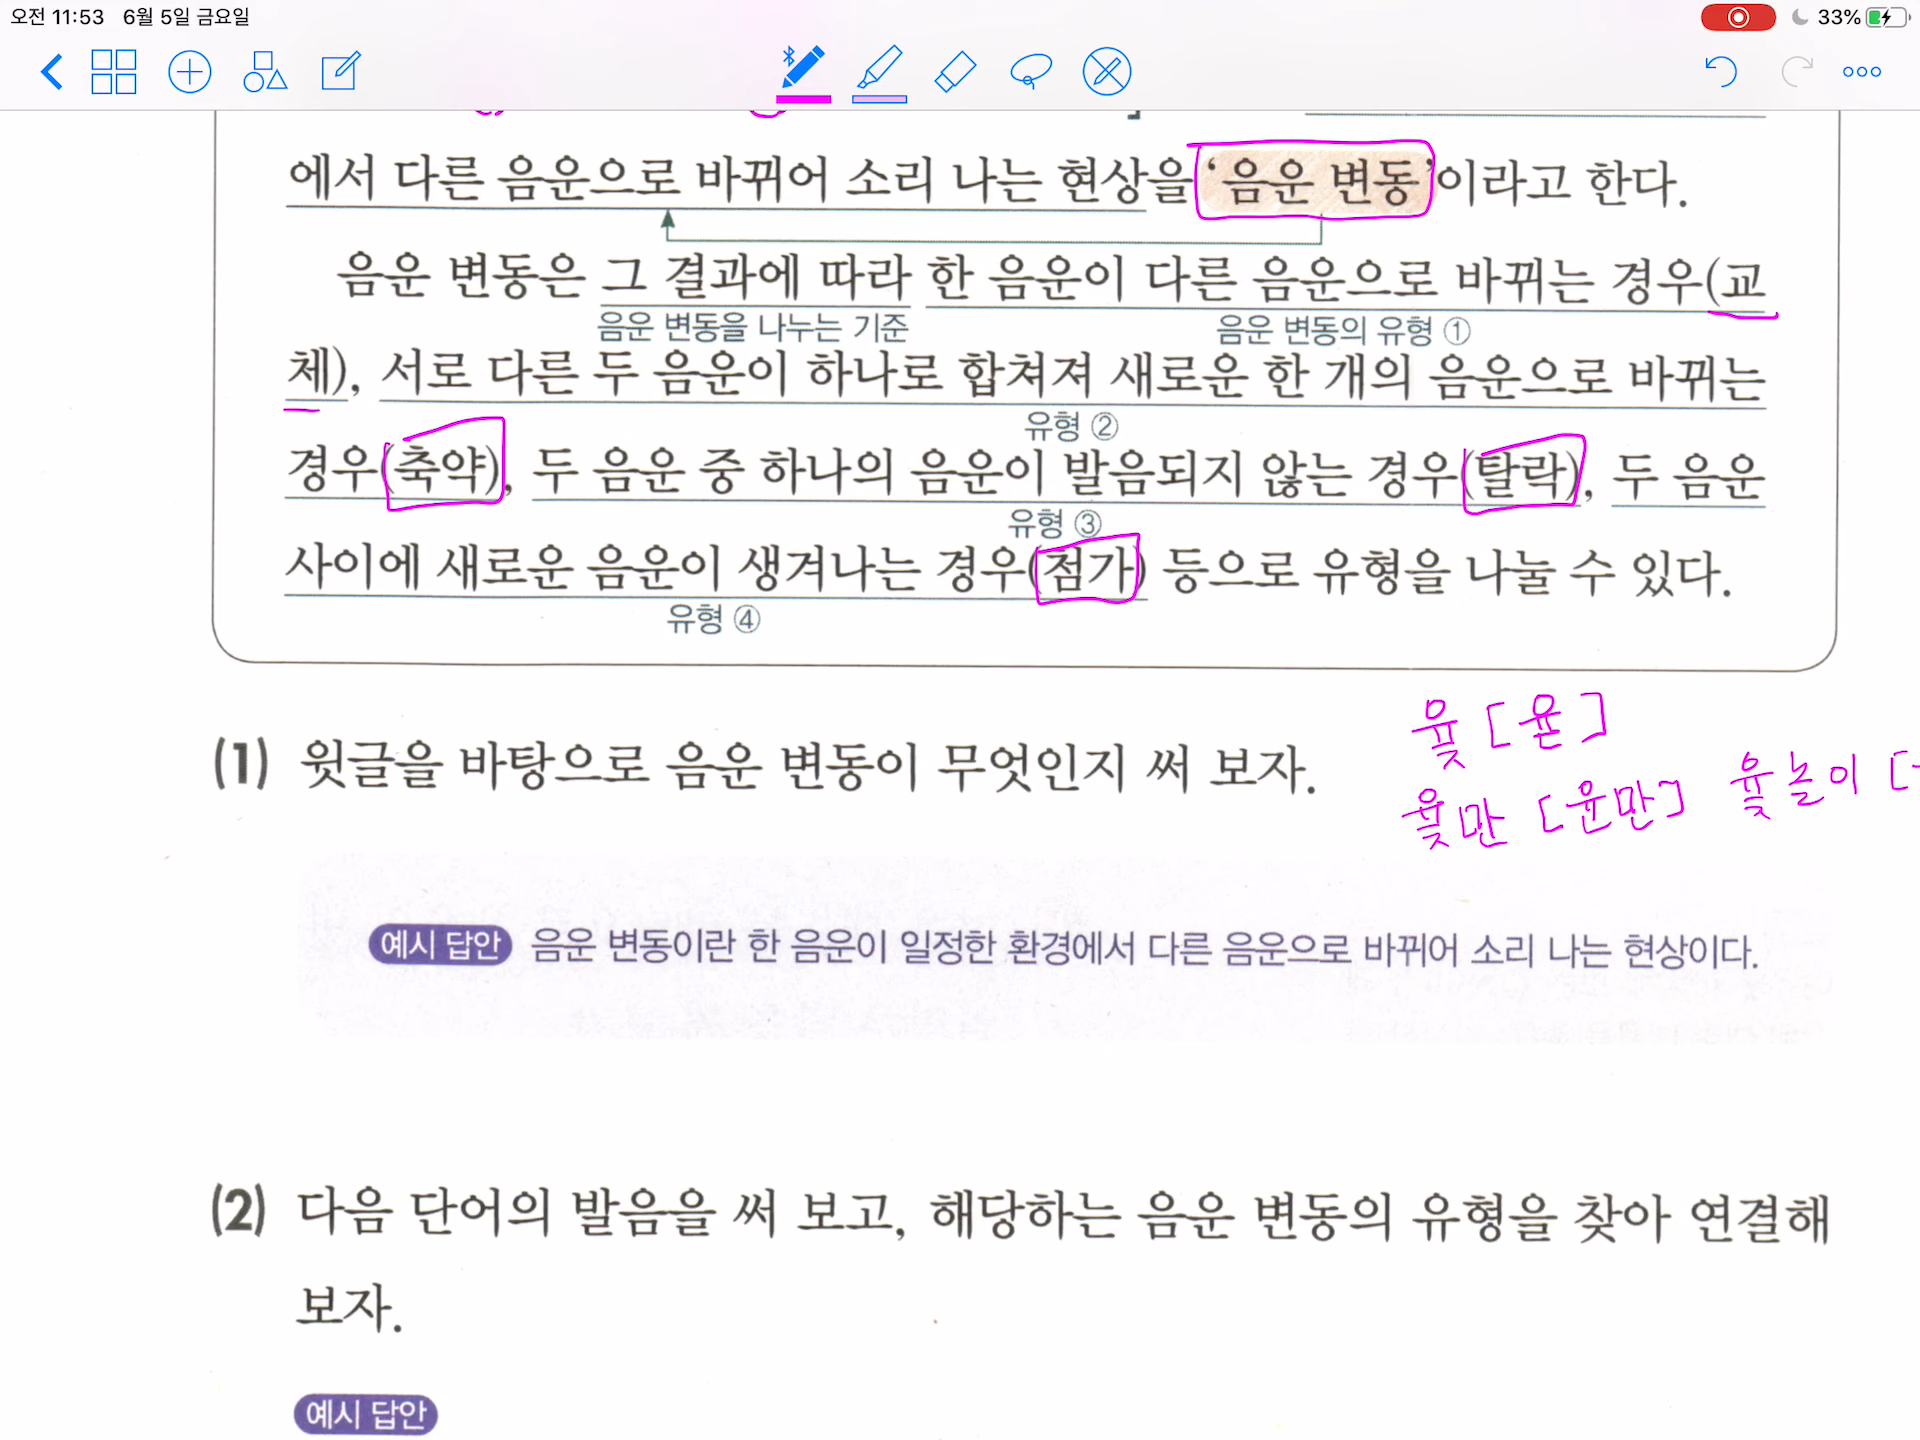 오전 11:53 6월 5일 금요일 33%
에서 다른 음운으로 바뀌어 소리 나는 현상을 ‘음운 변동’이라고 한다.
음운 변동은 그 결과에 따라 한 음운이 다른 음운으로 바뀌는 경우(교
음운 변동을 나누는 기준 음운 변동의 유형 ①
체), 서로 다른 두 음운이 하나로 합쳐져 새로운 한 개의 음운으로 바뀌는
유형 ②
경우(축약), 두 음운 중 하나의 음운이 발음되지 않는 경우(탈락), 두 음운
유형 ③
사이에 새로운 음운이 생겨나는 경우(첨가) 등으로 유형을 나눌 수 있다.
유형 ④
윷 [윧]
(1) 윗글을 바탕으로 음운 변동이 무엇인지 써 보자.
윷만 [윤만] 윷놀이 [
예시 답안 음운 변동이란 한 음운이 일정한 환경에서 다른 음운으로 바뀌어 소리 나는 현상이다.
(2) 다음 단어의 발음을 써 보고, 해당하는 음운 변동의 유형을 찾아 연결해
보자.
예시 답안